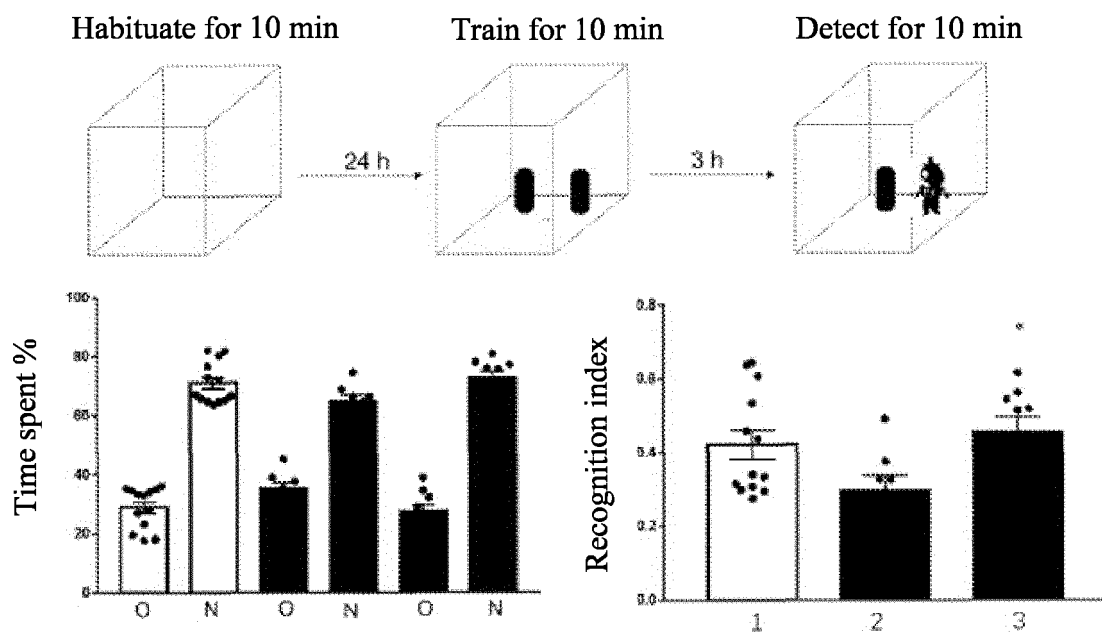 Habituate for 10 min
Train for 10 min
Detect for 10 min
24 h
3 h
Time spent %
100
80
60
40
20
0
O N O N O N
Recognition index
0.8
0.6
0.4
0.2
0.0
1 2 3